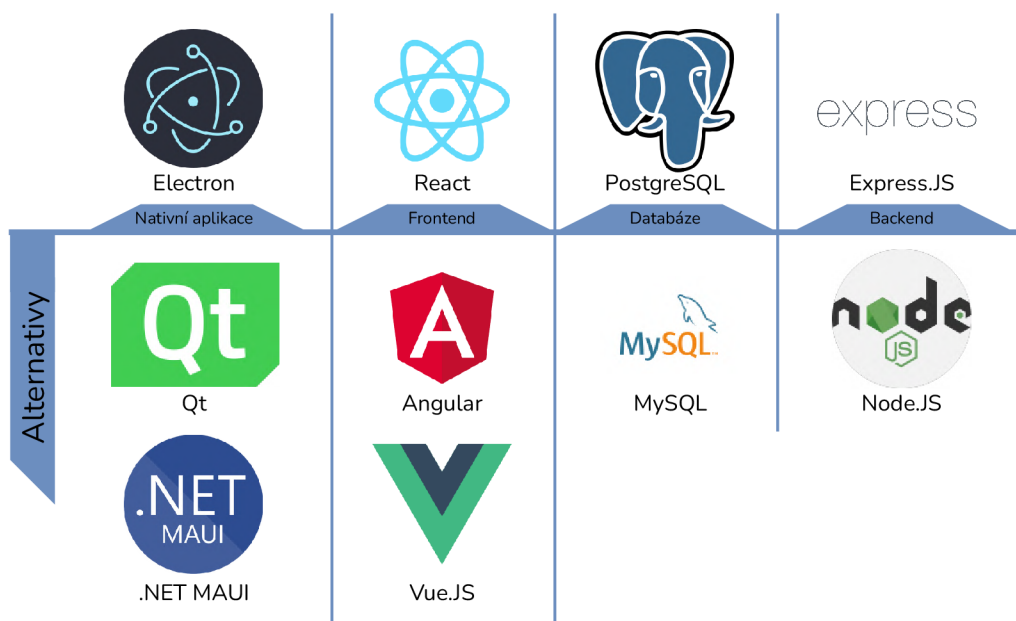 express
Electron
React
PostgreSQL
Express.JS
Nativní aplikace
Frontend
Databáze
Backend
Alternativy
Qt
Qt
A
Angular
MySQL
MySQL
node
JS
Node.JS
.NET
MAUI
.NET MAUI
Vue.JS